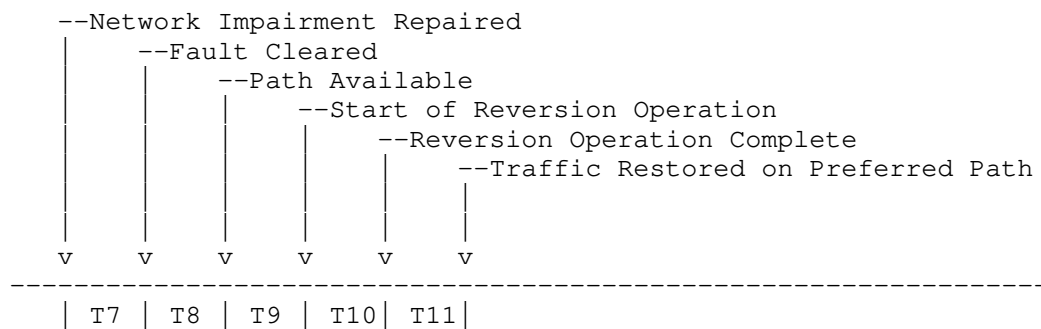 --Network Impairment Repaired
|    --Fault Cleared
|    |    --Path Available
|    |    |    --Start of Reversion Operation
|    |    |    |    --Reversion Operation Complete
|    |    |    |    |    --Traffic Restored on Preferred Path
|    |    |    |    |    |
|    |    |    |    |    |
v    v    v    v    v    v
-----------------------------------------------------------------
| T7 | T8 | T9 | T10| T11|